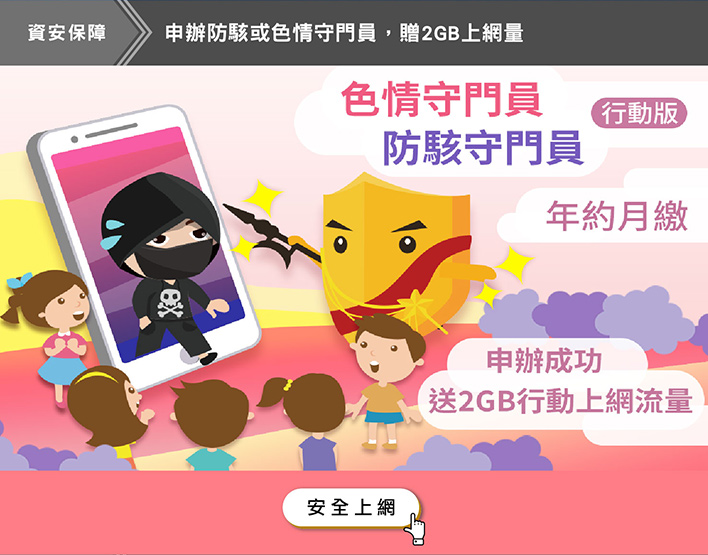 資安保障
申辦防駭或色情守門員，贈2GB上網量
色情守門員
防駭守門員
行動版
年約月繳
申辦成功
送2GB行動上網流量
安全上網